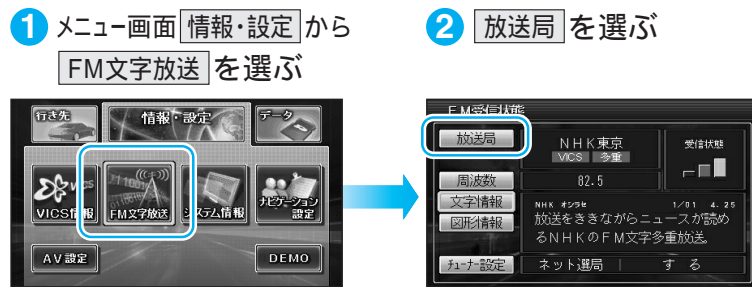 1 メニュー画面 情報・設定 から
FM文字放送 を選ぶ
行き先
情報・設定
データ
VICS情報
FM文字放送
システム情報
ナビゲーション
設定
AV設定
DEMO
2 放送局 を選ぶ
FM受信状態
放送局
NHK東京
VICS 多重
受信状態
周波数
82.5
文字情報
図形情報
NHK オシラセ 1/01 4.25
放送をききながらニュースが読め
るNHKのFM文字多重放送。
チューナー設定
ネット選局 | する